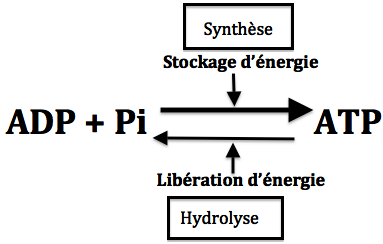 Synthèse
Stockage d'énergie
ADP + Pi ATP
Libération d'énergie
Hydrolyse